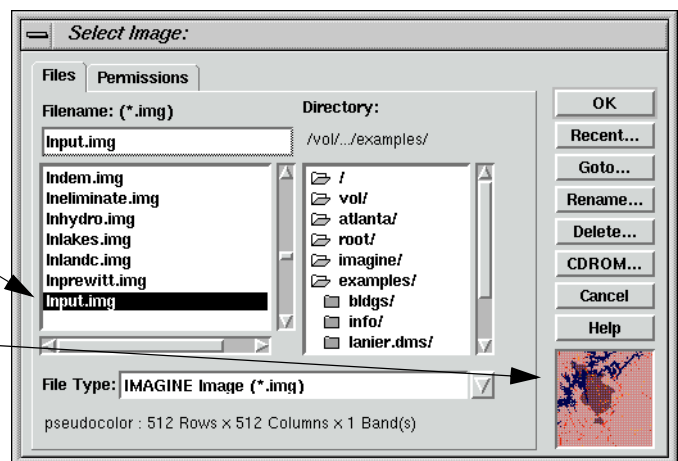 Select Image:
Files
Permissions
Filename: (*.img)
Input.img
Indem.img
Ineliminate.img
Inhydro.img
Inlakes.img
Inlandc.img
Inprewitt.img
Input.img
Directory:
/vol/.../examples/
/
vol/
atlanta/
root/
imagine/
examples/
bldgs/
info/
lanier.dms/
File Type: IMAGINE Image (*.img)
pseudocolor : 512 Rows x 512 Columns x 1 Band(s)
OK
Recent...
Goto...
Rename...
Delete...
CDROM...
Cancel
Help